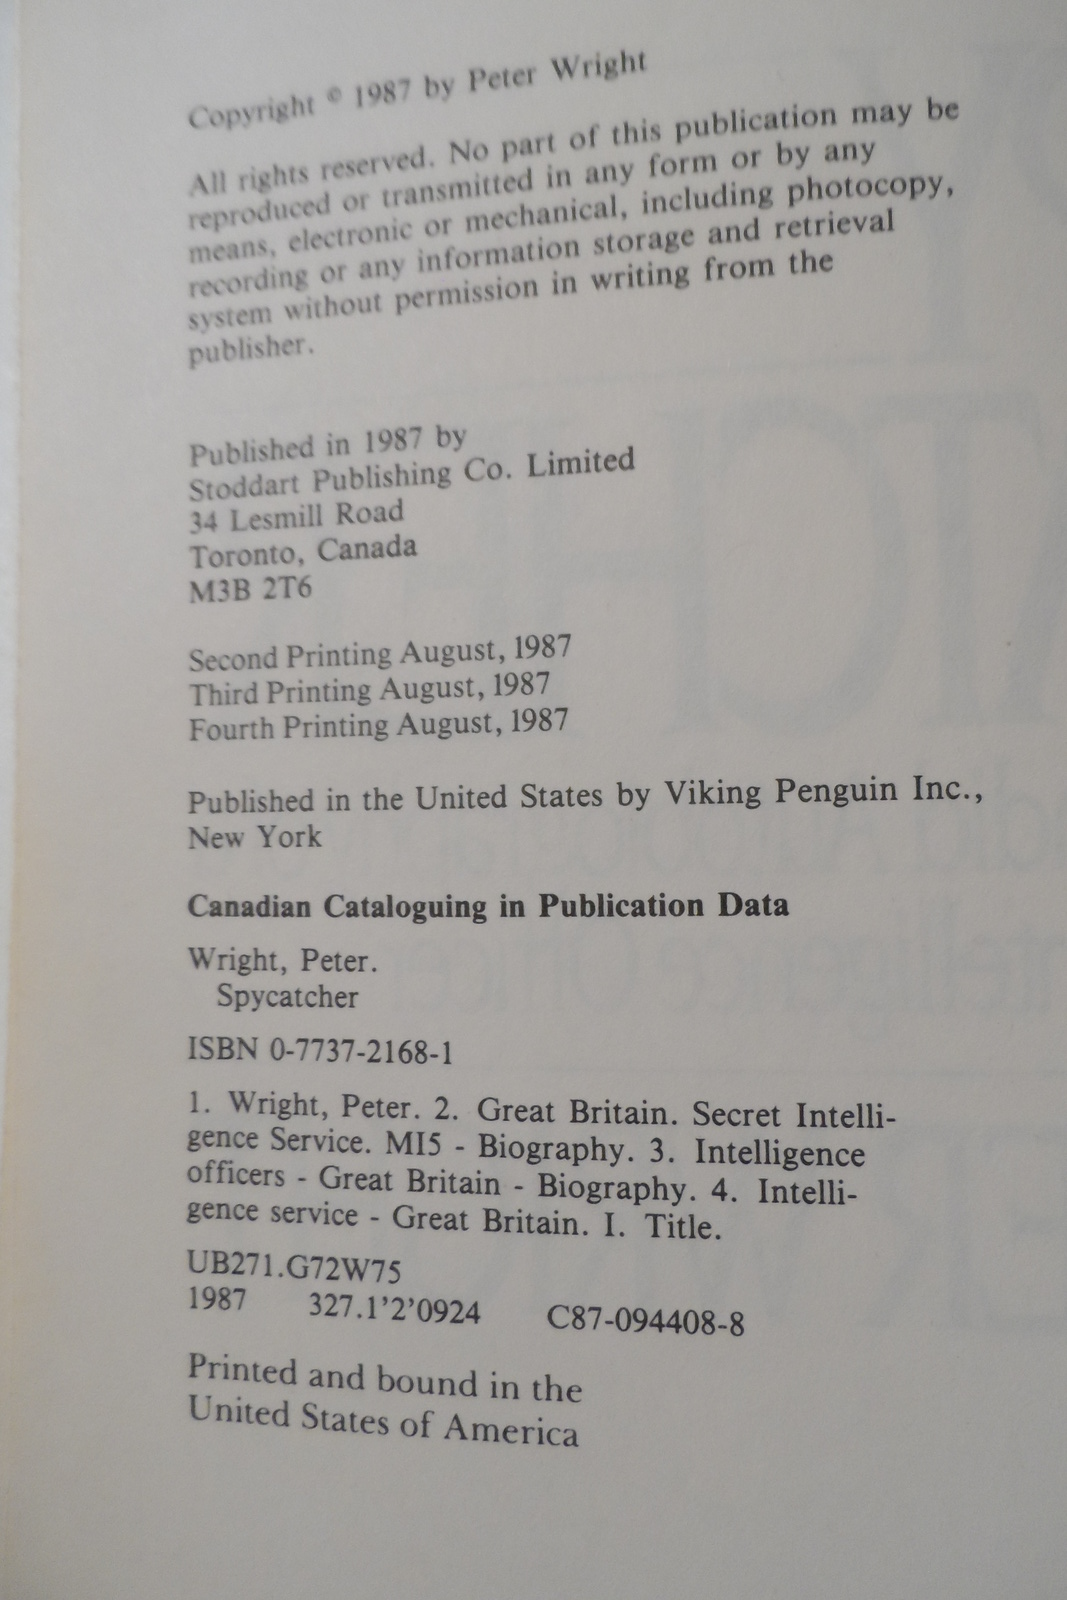 Copyright © 1987 by Peter Wright
All rights reserved. No part of this publication may be
reproduced or transmitted in any form or by any
means, electronic or mechanical, including photocopy,
recording or any information storage and retrieval
system without permission in writing from the
publisher.
Published in 1987 by
Stoddart Publishing Co. Limited
34 Lesmill Road
Toronto, Canada
M3B 2T6
Second Printing August, 1987
Third Printing August, 1987
Fourth Printing August, 1987
Published in the United States by Viking Penguin Inc.,
New York
Canadian Cataloguing in Publication Data
Wright, Peter.
Spycatcher
ISBN 0-7737-2168-1
1. Wright, Peter. 2. Great Britain. Secret Intelli-
gence Service. MI5 - Biography. 3. Intelligence
officers - Great Britain - Biography. 4. Intelli-
gence service - Great Britain. I. Title.
UB271.G72W75
1987 327.1'2'0924 C87-094408-8
Printed and bound in the
United States of America